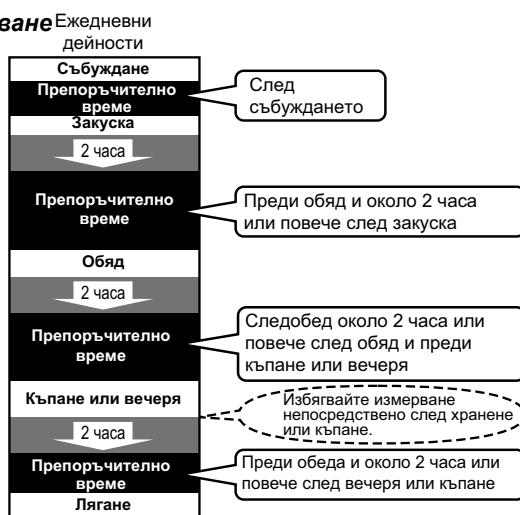 ване
Ежедневни
дейности
Събуждане
Препоръчително
време
След
събуждането
Закуска
2 часа
Препоръчително
време
Преди обяд и около 2 часа
или повече след закуска
Обяд
2 часа
Препоръчително
време
Следобед около 2 часа или
повече след обяд и преди
къпане или вечеря
Къпане или вечеря
Избягвайте измерване
непосредствено след хранене
или къпане.
2 часа
Препоръчително
време
Преди обеда и около 2 часа или
повече след вечеря или къпане
Лягане